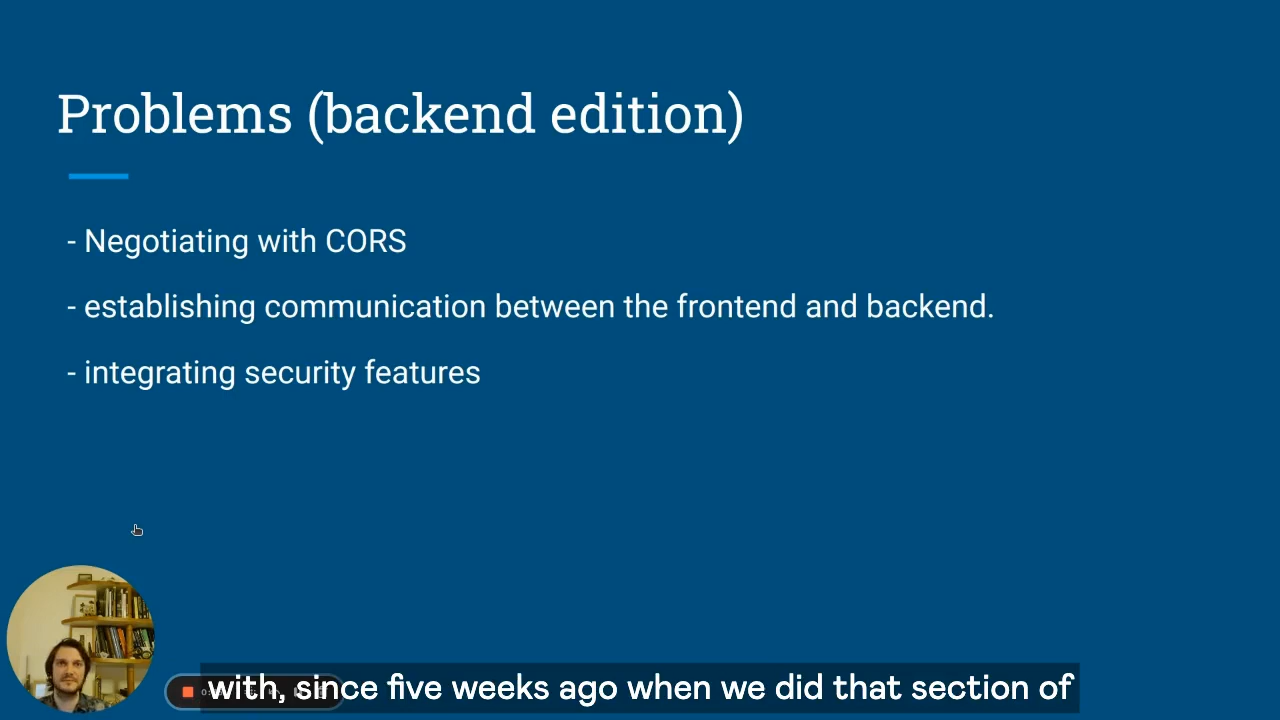 Problems (backend edition)
- Negotiating with CORS
- establishing communication between the frontend and backend.
- integrating security features
with, since five weeks ago when we did that section of